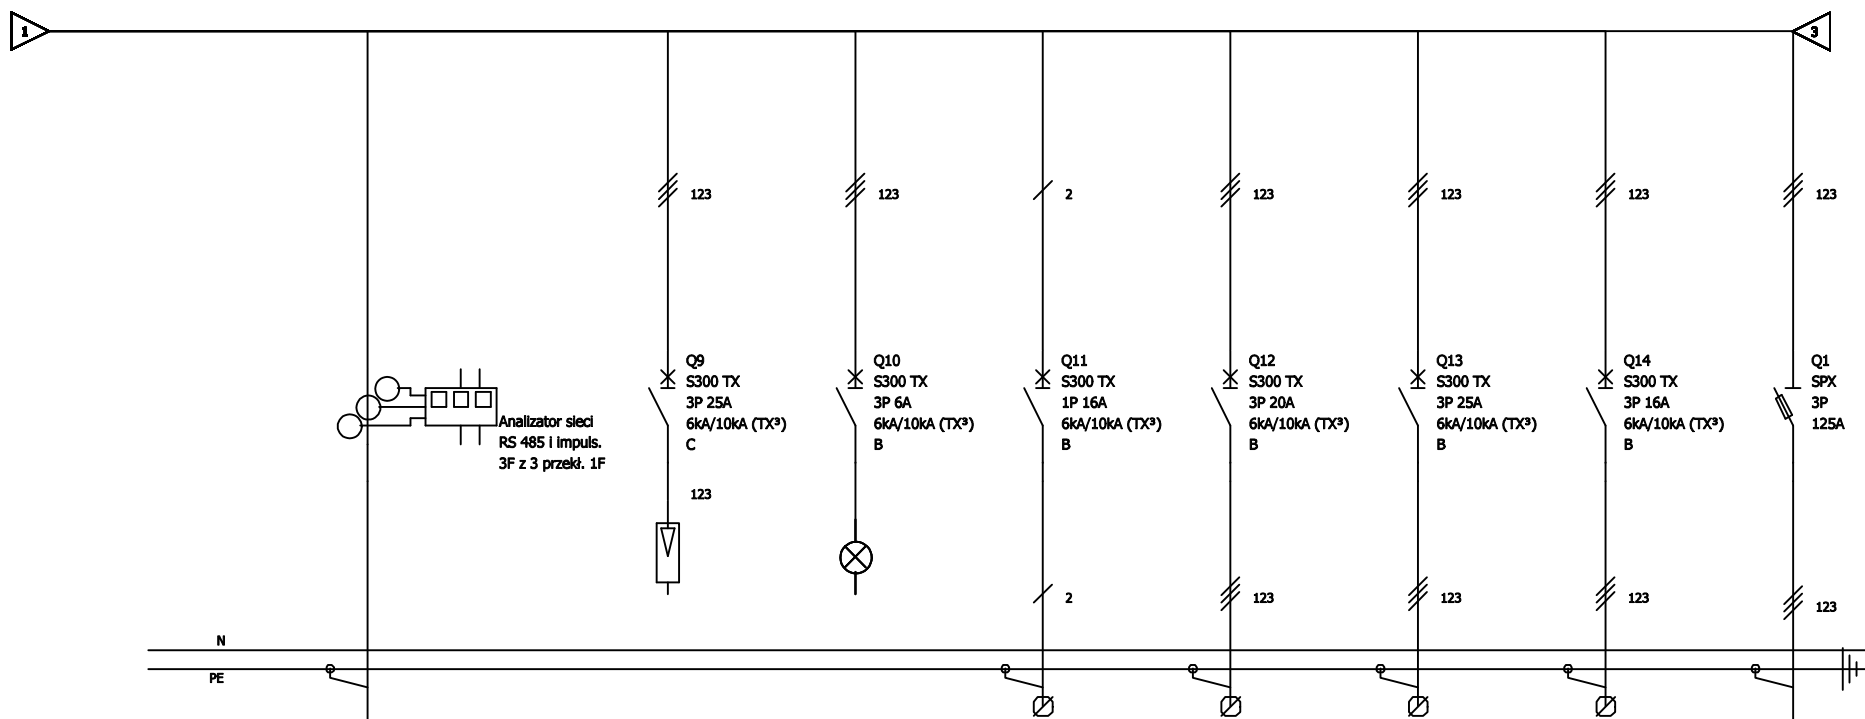 1
3
123
123
2
123
123
123
123
Analizator sieci
RS 485 i impuls.
3F z 3 przekł. 1F
Q9
S300 TX
3P 25A
6kA/10kA (TX³)
C
Q10
S300 TX
3P 6A
6kA/10kA (TX³)
B
Q11
S300 TX
1P 16A
6kA/10kA (TX³)
B
Q12
S300 TX
3P 20A
6kA/10kA (TX³)
B
Q13
S300 TX
3P 25A
6kA/10kA (TX³)
B
Q14
S300 TX
3P 16A
6kA/10kA (TX³)
B
Q1
SPX
3P
125A
123
2
123
123
123
123
N
PE